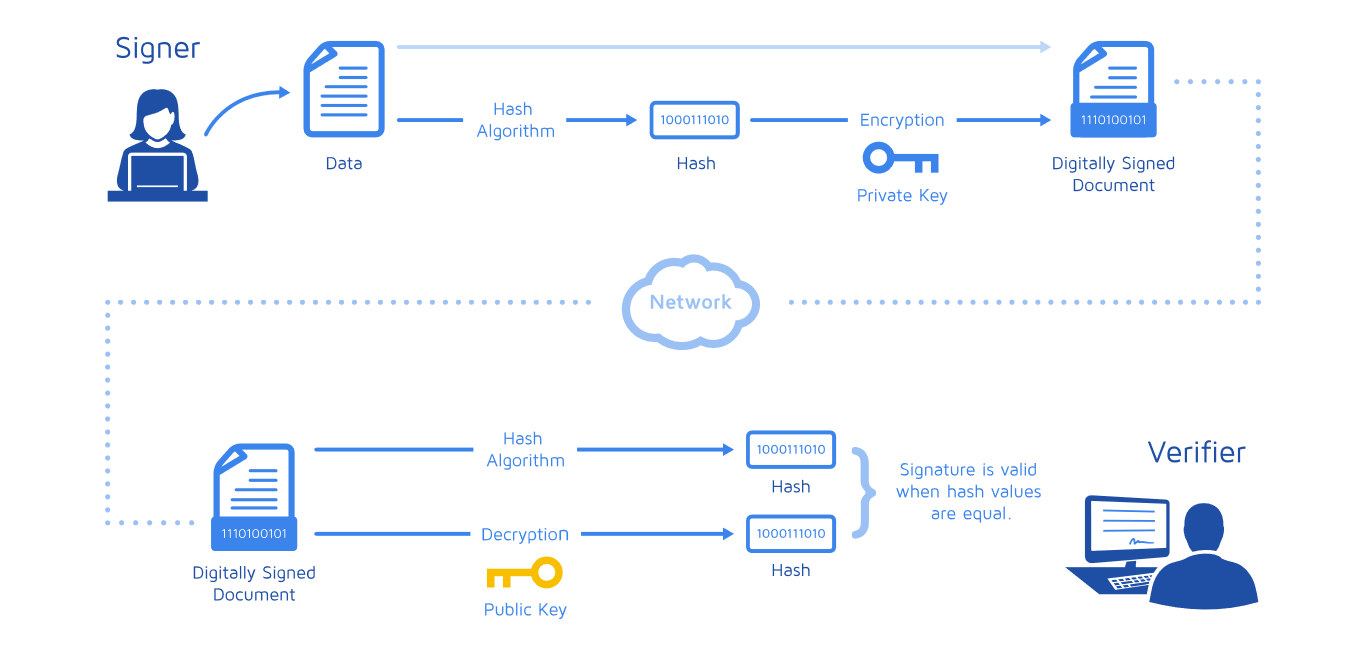 Signer
Hash
Algorithm
1000111010
Encryption
1110100101
Data
Hash
Private Key
Digitally Signed
Document
Network
Hash
Algorithm
1000111010
Hash
Verifier
Signature is valid
when hash values
are equal.
1110100101
Decryption
1000111010
Hash
Digitally Signed
Document
Public Key